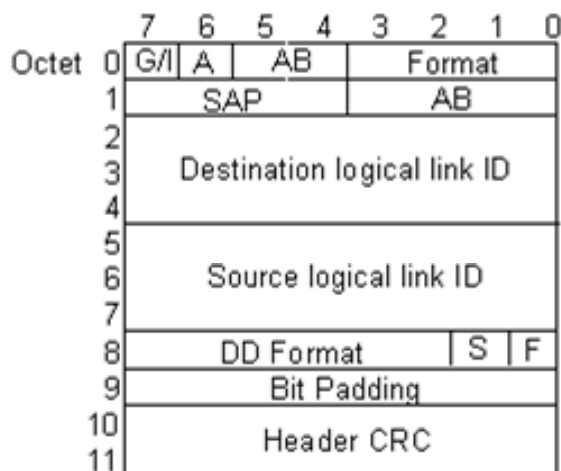 7 6 5 4 3 2 1 0
Octet 0 G/I A AB Format
1 SAP AB
2
3 Destination logical link ID
4
5
6 Source logical link ID
7
8 DD Format S F
9 Bit Padding
10
Header CRC
11